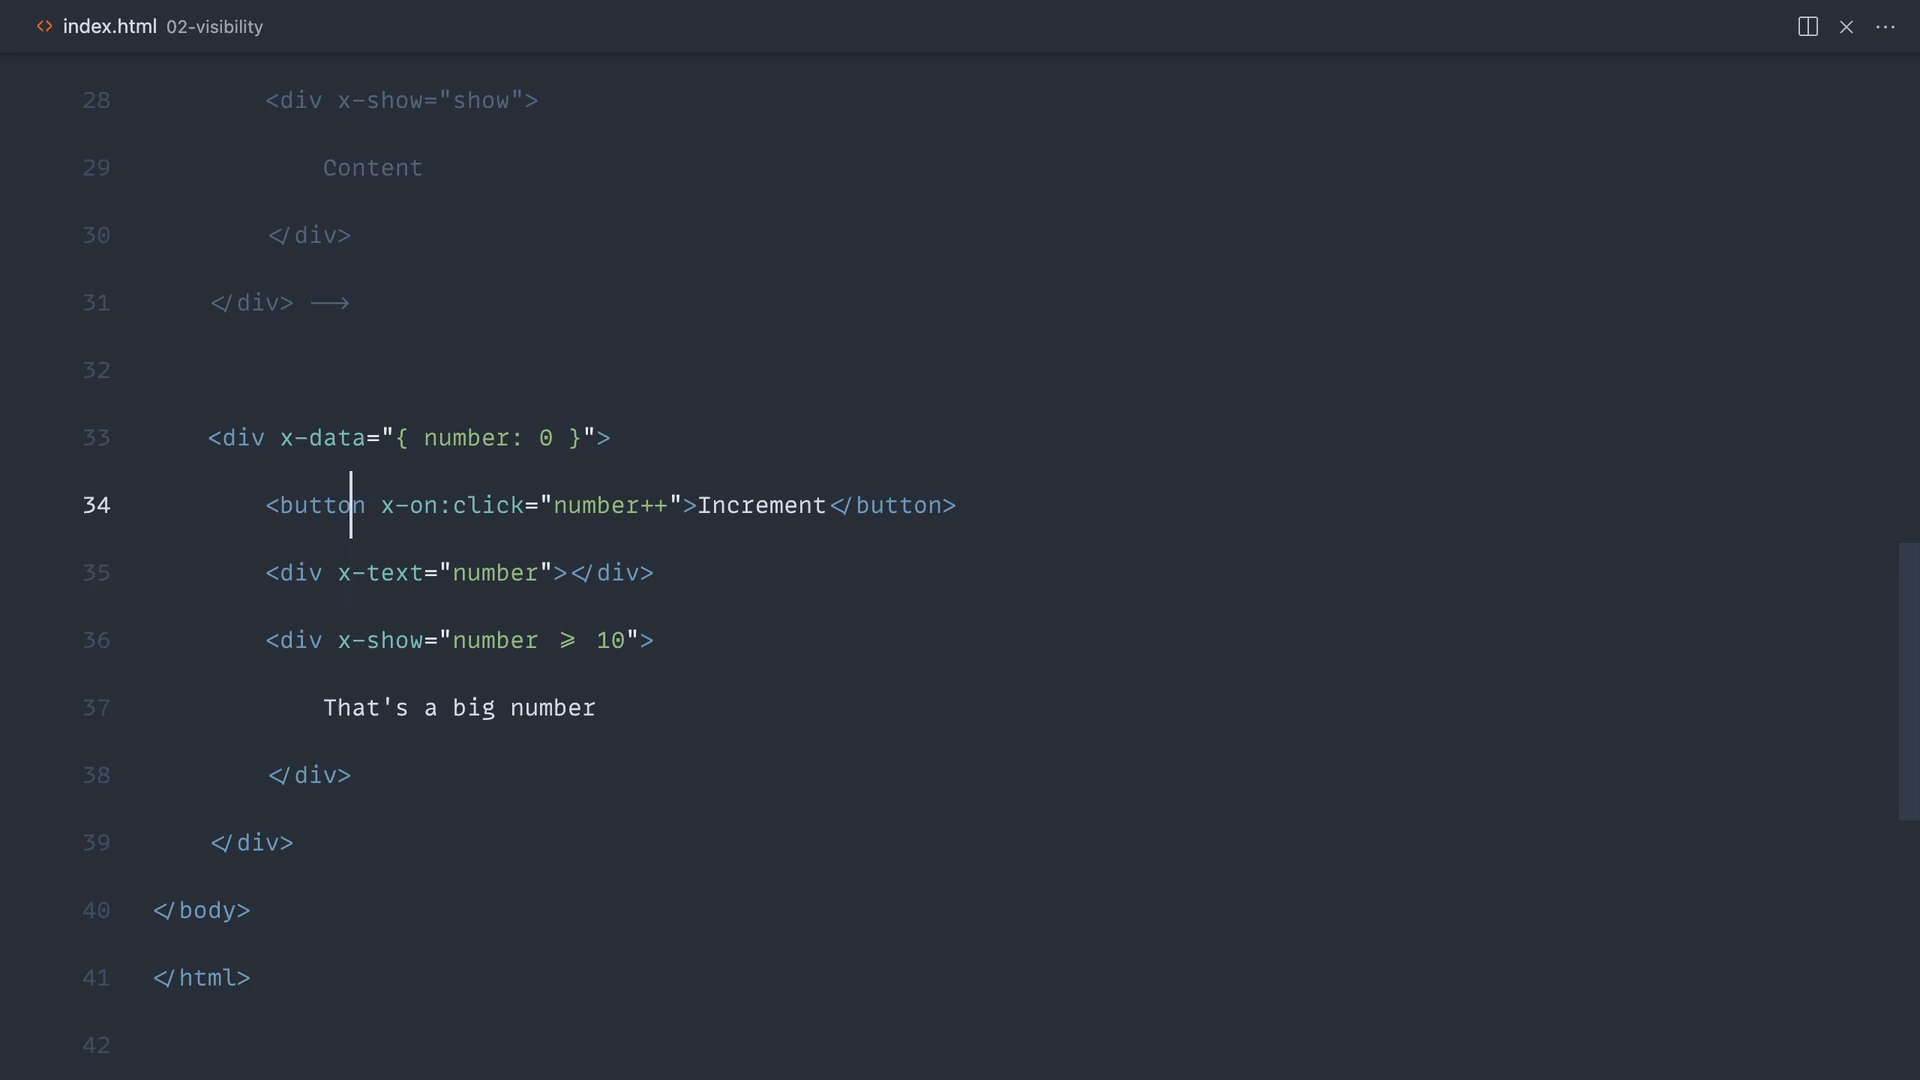 index.html 02-visibility
28 <div x-show="show">
29 Content
30 </div>
31 </div> -->
32
33 <div x-data="{ number: 0 }">
34 <button x-on:click="number++">Increment</button>
35 <div x-text="number"></div>
36 <div x-show="number >= 10">
37 That's a big number
38 </div>
39 </div>
40 </body>
41 </html>
42